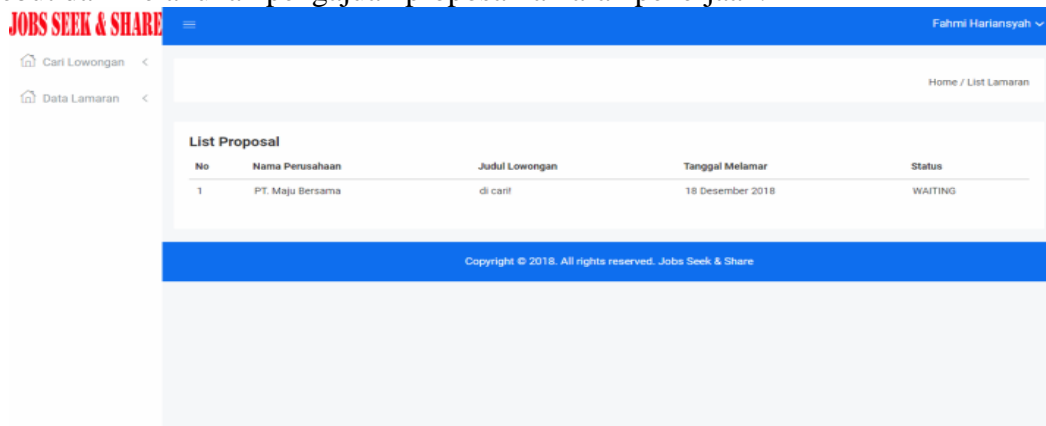 JOBS SEEK & SHARE
Fahmi Hariansyah
Cari Lowongan <
Data Lamaran <
Home / List Lamaran
List Proposal
No Nama Perusahaan Judul Lowongan Tanggal Melamar Status
1 PT. Maju Bersama di cari! 18 Desember 2018 WAITING
Copyright © 2018. All rights reserved. Jobs Seek & Share